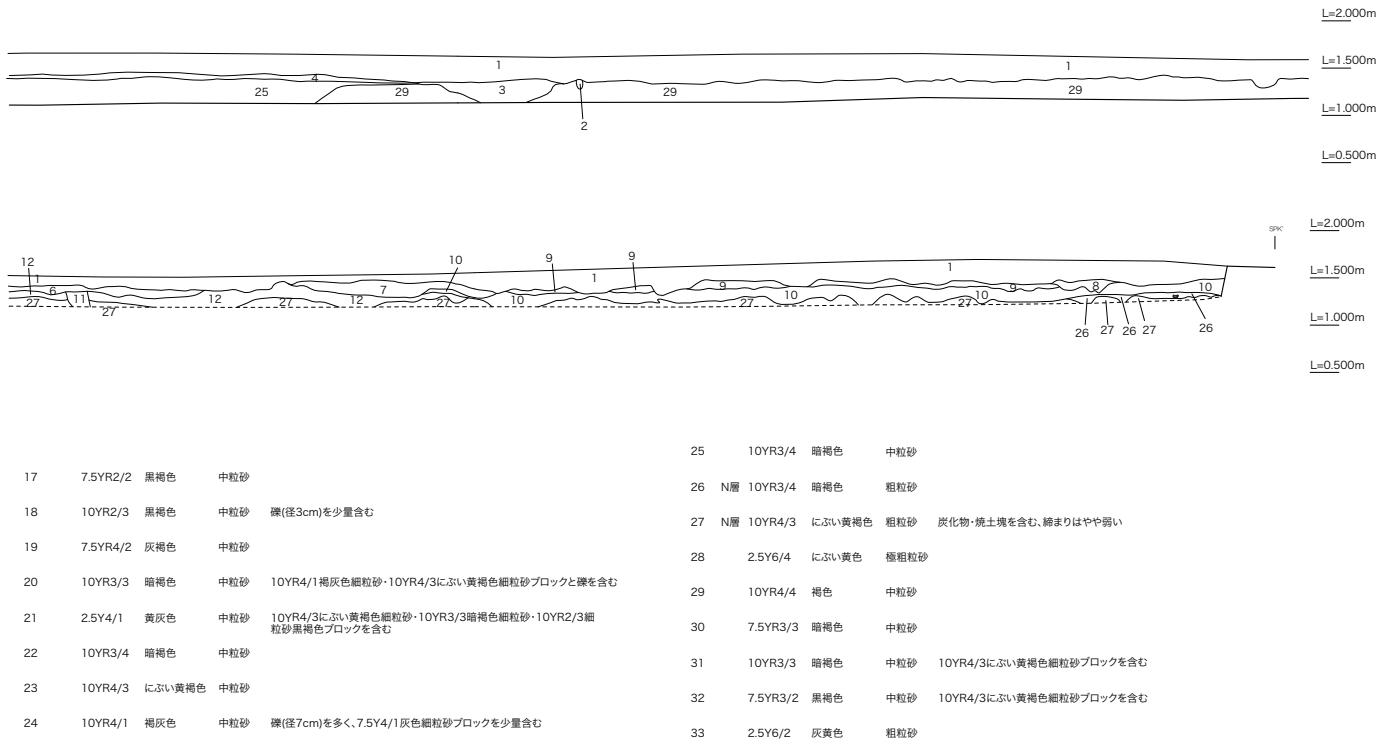 L=2.000m
1
1
L=1.500m
4
25
29
3
29
29
L=1.000m
2
L=0.500m
SPK'
L=2.000m
12
10
9
9
1
1
1
L=1.500m
6
7
9
9
8
10
27
11
12
27
12
27
10
27
10
27
10
27
L=1.000m
26
27
26
27
26
L=0.500m
17 7.5YR2/2 黒褐色 中粒砂
18 10YR2/3 黒褐色 中粒砂 礫(径3cm)を少量含む
19 7.5YR4/2 灰褐色 中粒砂
20 10YR3/3 暗褐色 中粒砂 10YR4/1褐灰色細粒砂・10YR4/3にぶい黄褐色細粒砂ブロックと礫を含む
21 2.5Y4/1 黄灰色 中粒砂 10YR4/3にぶい黄褐色細粒砂・10YR3/3暗褐色細粒砂・10YR2/3細
粒砂黒褐色ブロックを含む
22 10YR3/4 暗褐色 中粒砂
23 10YR4/3 にぶい黄褐色 中粒砂
24 10YR4/1 褐灰色 中粒砂 礫(径7cm)を多く、7.5Y4/1灰色細粒砂ブロックを少量含む
25 10YR3/4 暗褐色 中粒砂
26 N層 10YR3/4 暗褐色 粗粒砂
27 N層 10YR4/3 にぶい黄褐色 粗粒砂 炭化物・焼土塊を含む、締まりはやや弱い
28 2.5Y6/4 にぶい黄色 極粗粒砂
29 10YR4/4 褐色 中粒砂
30 7.5YR3/3 暗褐色 中粒砂
31 10YR3/3 暗褐色 中粒砂 10YR4/3にぶい黄褐色細粒砂ブロックを含む
32 7.5YR3/2 黒褐色 中粒砂 10YR4/3にぶい黄褐色細粒砂ブロックを含む
33 2.5Y6/2 灰黄色 粗粒砂